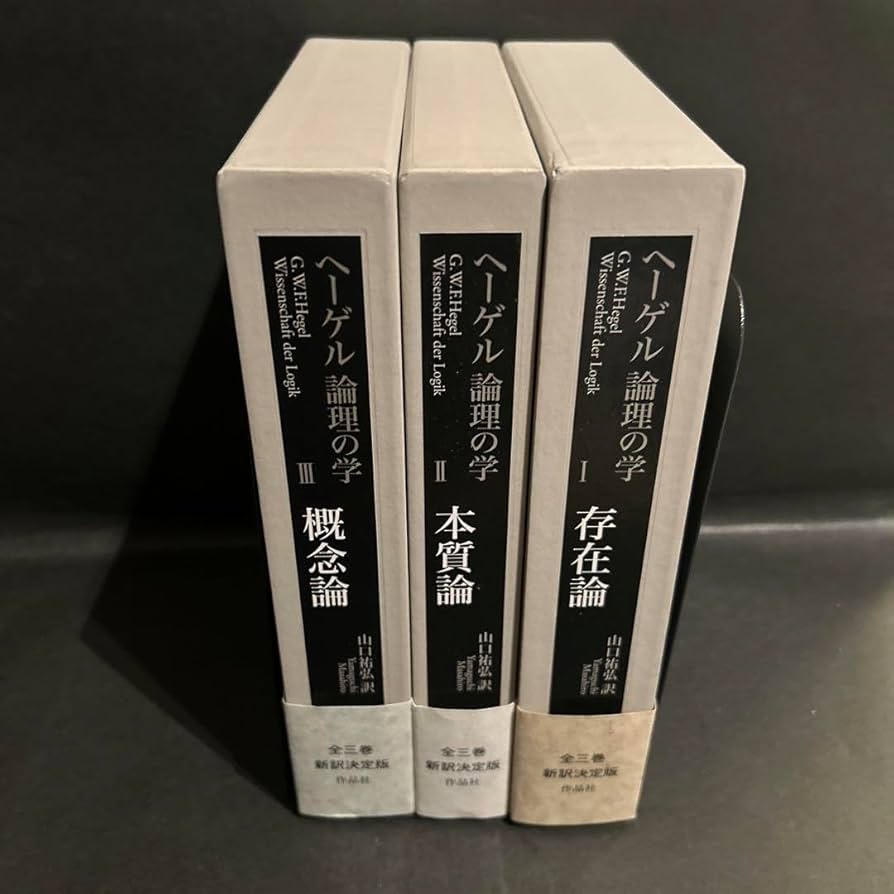 ヘーゲル 論理の学
G.W.F.Hegel
Wissenschaft der Logik
III
概念論
山口祐弘 訳
Yamaguchi
Masahiro
全三巻
新訳決定版
作品社
ヘーゲル 論理の学
G.W.F.Hegel
Wissenschaft der Logik
II
本質論
山口祐弘 訳
Yamaguchi
Masahiro
全三巻
新訳決定版
作品社
ヘーゲル 論理の学
G.W.F.Hegel
Wissenschaft der Logik
I
存在論
山口祐弘 訳
Yamaguchi
Masahiro
全三巻
新訳決定版
作品社